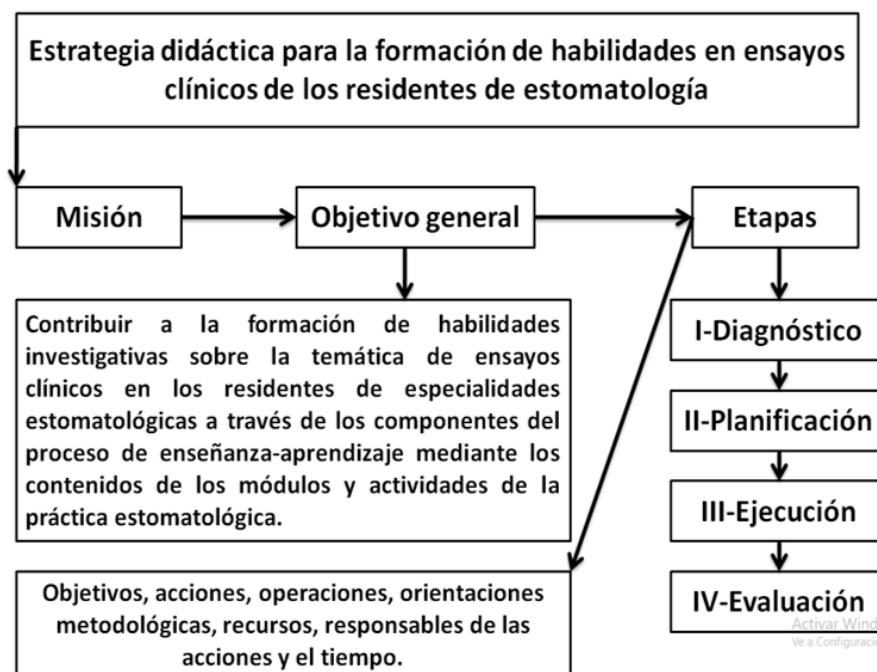 Estrategia didáctica para la formación de habilidades en ensayos
clínicos de los residentes de estomatología
Misión
Objetivo general
Etapas
Contribuir a la formación de habilidades
investigativas sobre la temática de ensayos
clínicos en los residentes de especialidades
estomatológicas a través de los componentes del
proceso de enseñanza-aprendizaje mediante los
contenidos de los módulos y actividades de la
práctica estomatológica.
I-Diagnóstico
II-Planificación
III-Ejecución
IV-Evaluación
Objetivos, acciones, operaciones, orientaciones
metodológicas, recursos, responsables de las
acciones y el tiempo.
Activar Wind
Ve a Configuració